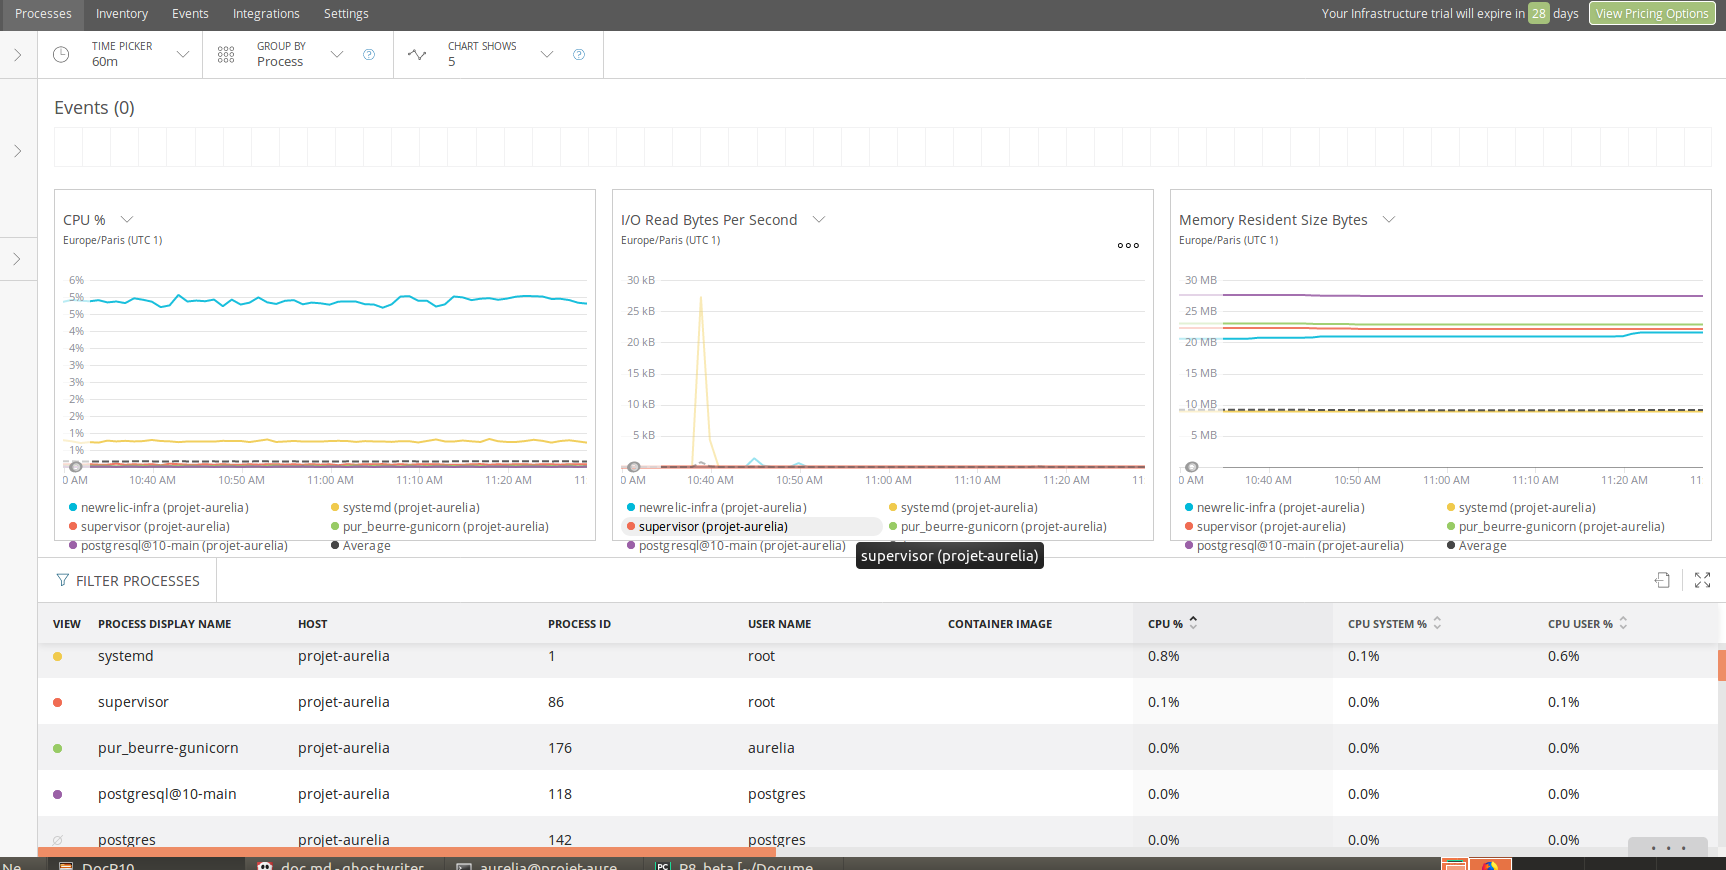 Processes Inventory Events Integrations Settings Your Infrastructure trial will expire in 28 days View Pricing Options
TIME PICKER
60m
GROUP BY
Process
?
CHART SHOWS
5
?
Events (0)
CPU %
Europe/Paris (UTC 1)
6%
5%
5%
4%
4%
3%
3%
2%
2%
1%
1%
0 AM 10:40 AM 10:50 AM 11:00 AM 11:10 AM 11:20 AM 11
newrelic-infra (projet-aurelia) systemd (projet-aurelia)
supervisor (projet-aurelia) pur_beurre-gunicorn (projet-aurelia)
postgresql@10-main (projet-aurelia) Average
I/O Read Bytes Per Second
Europe/Paris (UTC 1)
30 kB
25 kB
20 kB
15 kB
10 kB
5 kB
0 AM 10:40 AM 10:50 AM 11:00 AM 11:10 AM 11:20 AM 11
newrelic-infra (projet-aurelia) systemd (projet-aurelia)
supervisor (projet-aurelia) pur_beurre-gunicorn (projet-aurelia)
postgresql@10-main (projet-aurelia)
supervisor (projet-aurelia)
Memory Resident Size Bytes
Europe/Paris (UTC 1)
30 MB
25 MB
20 MB
15 MB
10 MB
5 MB
0 AM 10:40 AM 10:50 AM 11:00 AM 11:10 AM 11:20 AM 11
newrelic-infra (projet-aurelia) systemd (projet-aurelia)
supervisor (projet-aurelia) pur_beurre-gunicorn (projet-aurelia)
postgresql@10-main (projet-aurelia) Average
FILTER PROCESSES
VIEW PROCESS DISPLAY NAME HOST PROCESS ID USER NAME CONTAINER IMAGE CPU % CPU SYSTEM % CPU USER %
systemd projet-aurelia 1 root 0.8% 0.1% 0.6%
supervisor projet-aurelia 86 root 0.1% 0.0% 0.1%
pur_beurre-gunicorn projet-aurelia 176 aurelia 0.0% 0.0% 0.0%
postgresql@10-main projet-aurelia 118 postgres 0.0% 0.0% 0.0%
postgres projet-aurelia 142 postgres 0.0% 0.0% 0.0%
Ne DocP10 doc.md - ghostwriter aurelia@projet-aure PC P8_beta [~/Docume